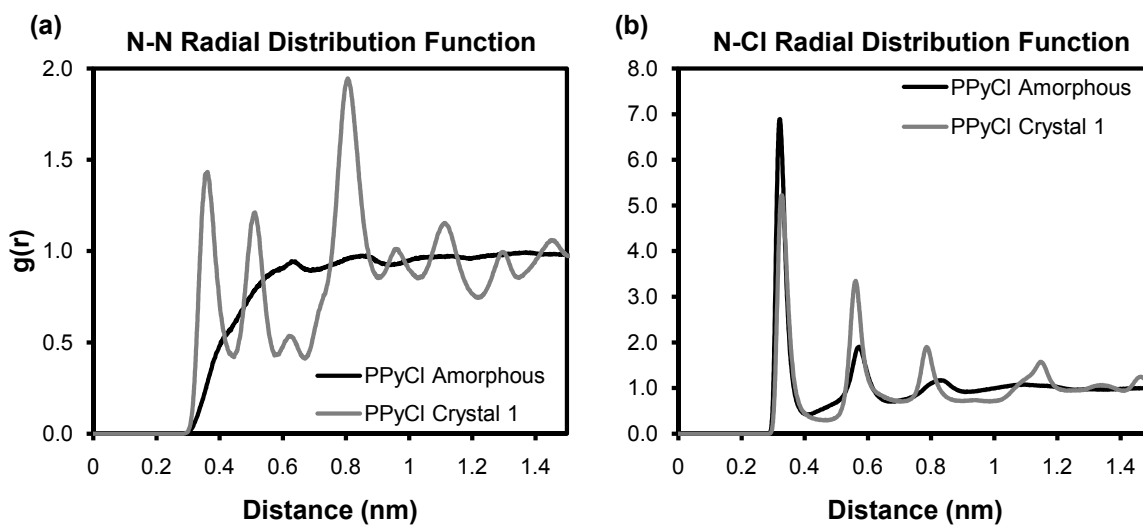 (a)
N-N Radial Distribution Function
2.0
1.5
1.0
0.5
0.0
g(r)
PPyCl Amorphous
PPyCl Crystal 1
0 0.2 0.4 0.6 0.8 1 1.2 1.4
Distance (nm)
(b)
N-Cl Radial Distribution Function
8.0
7.0
6.0
5.0
4.0
3.0
2.0
1.0
0.0
PPyCl Amorphous
PPyCl Crystal 1
0 0.2 0.4 0.6 0.8 1 1.2 1.4
Distance (nm)